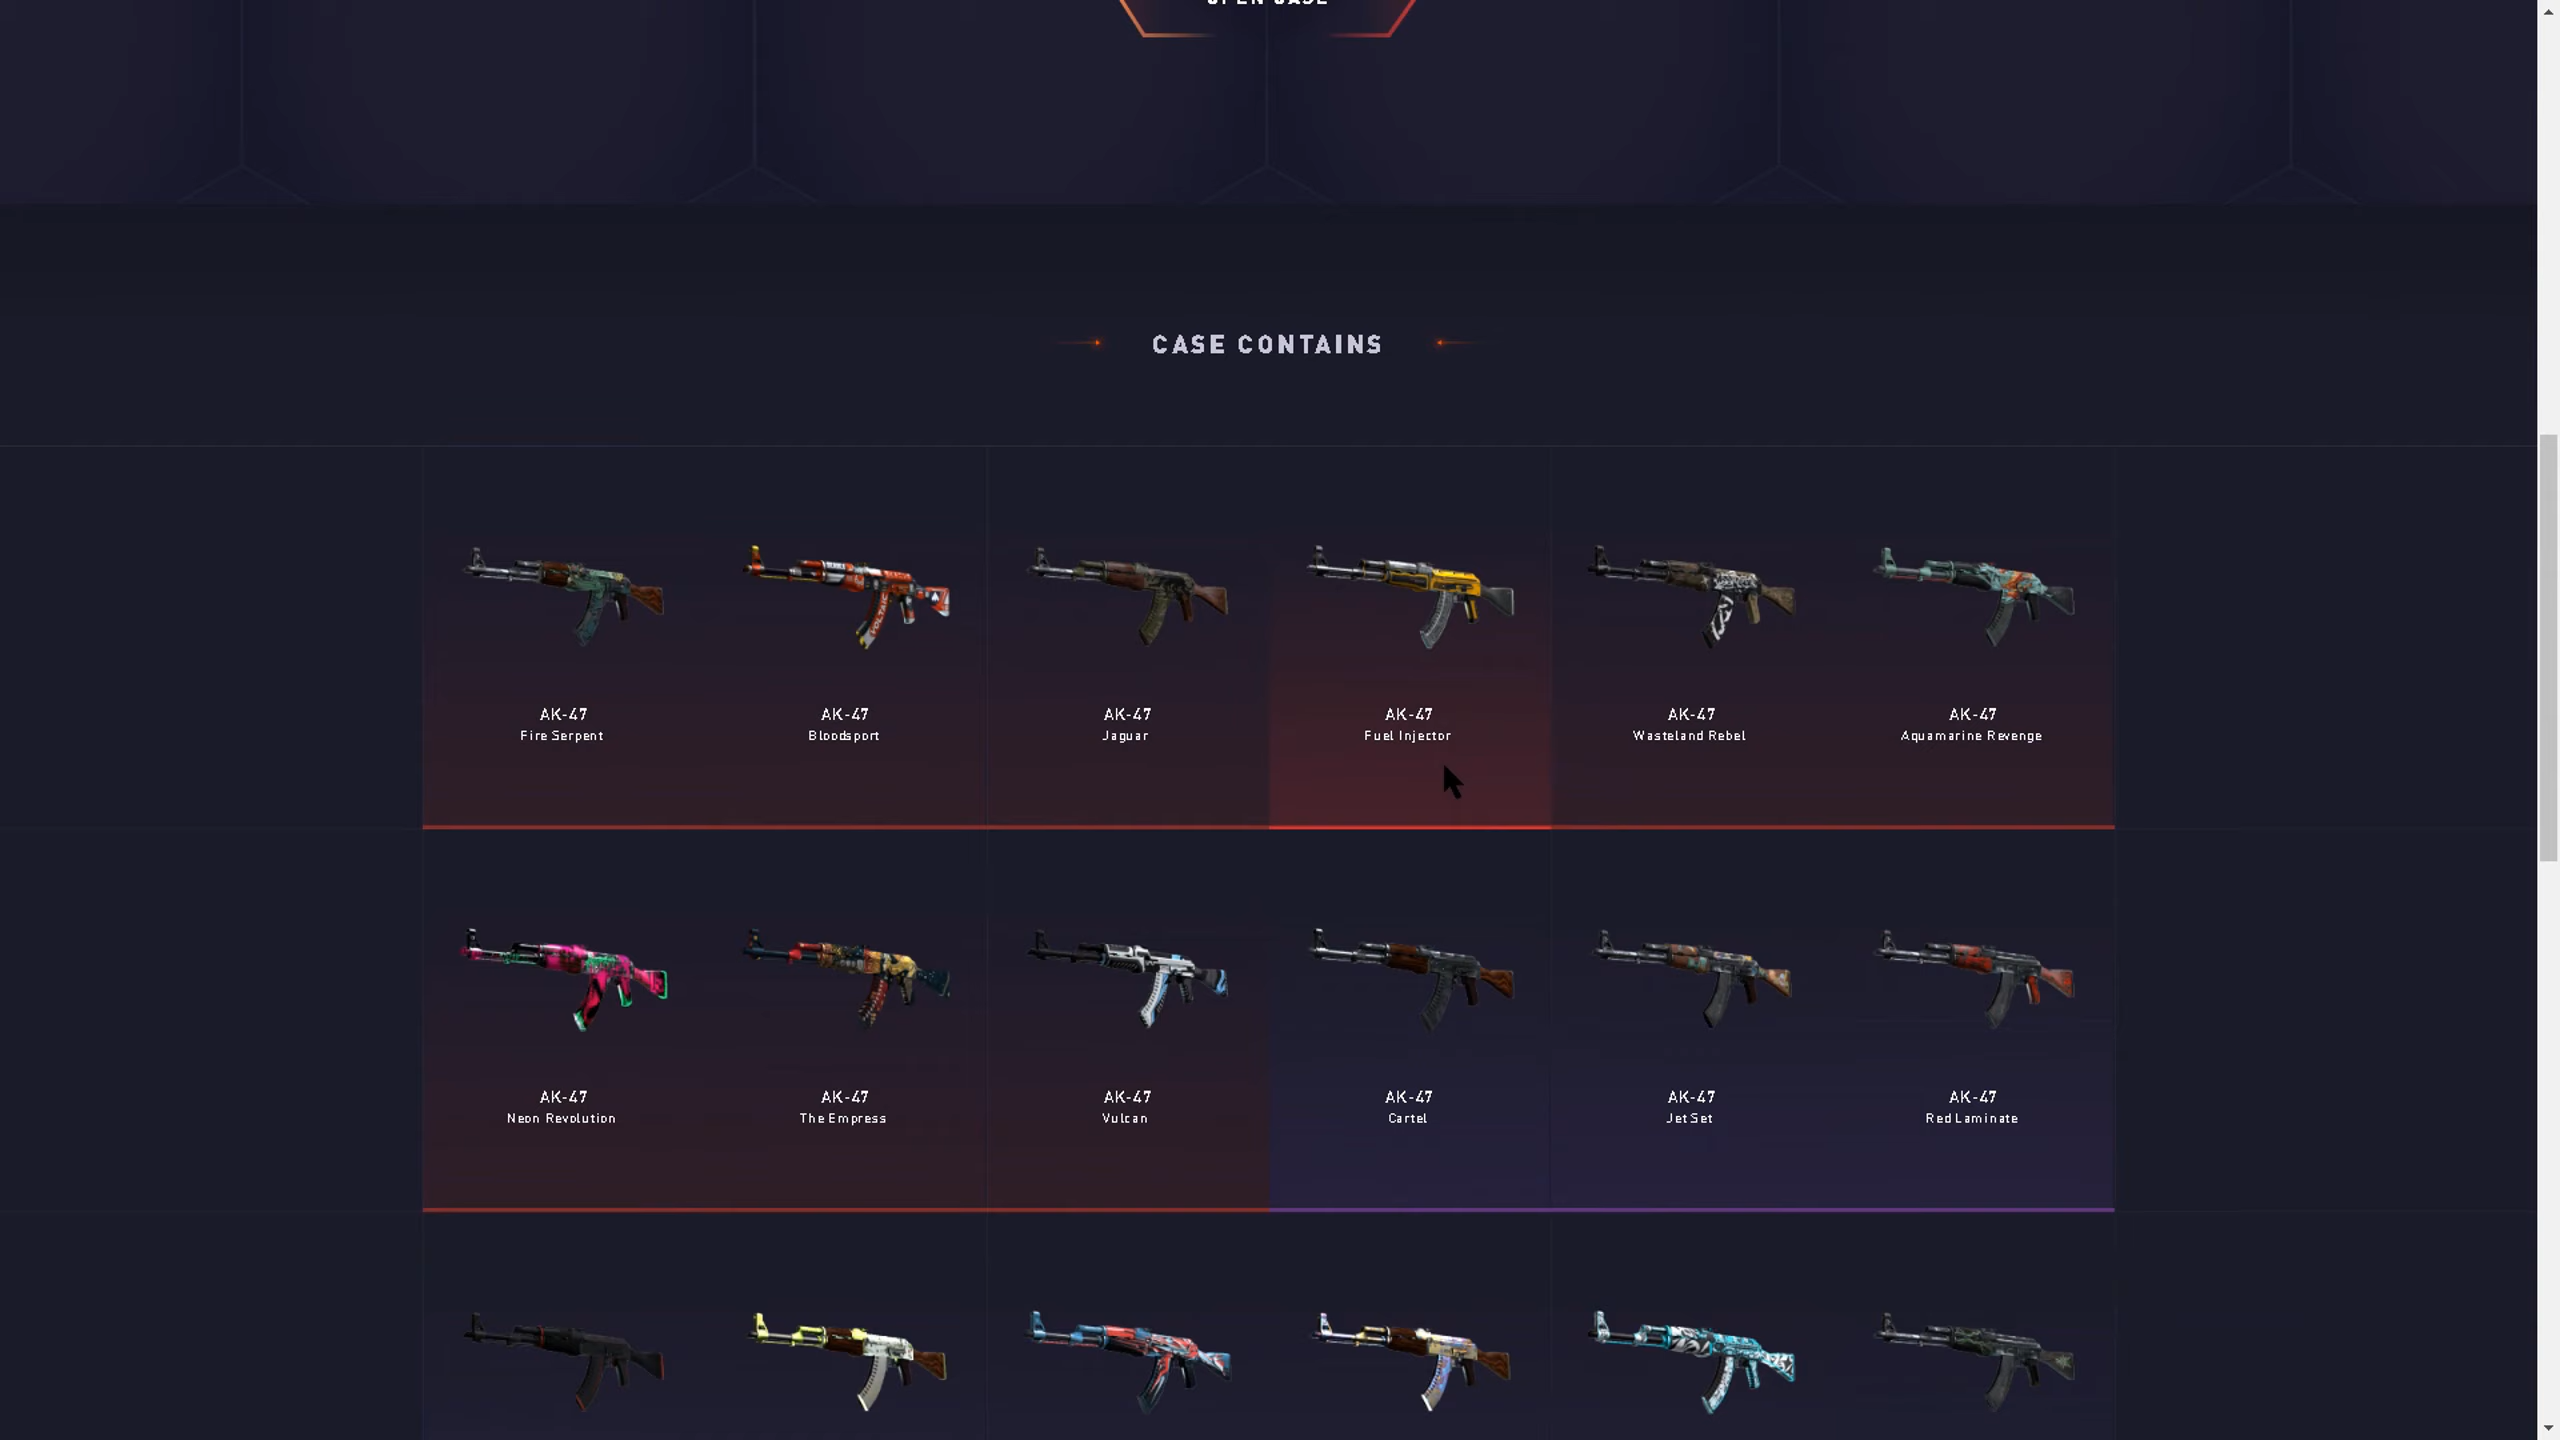 OPEN CASE
CASE CONTAINS
AK-47 AK-47 AK-47 AK-47 AK-47 AK-47
Fire Serpent Bloodsport Jaguar Fuel Injector Wasteland Rebel Aquamarine Revenge
AK-47 AK-47 AK-47 AK-47 AK-47 AK-47
Neon Revolution The Empress Vulcan Cartel Jet Set Red Laminate